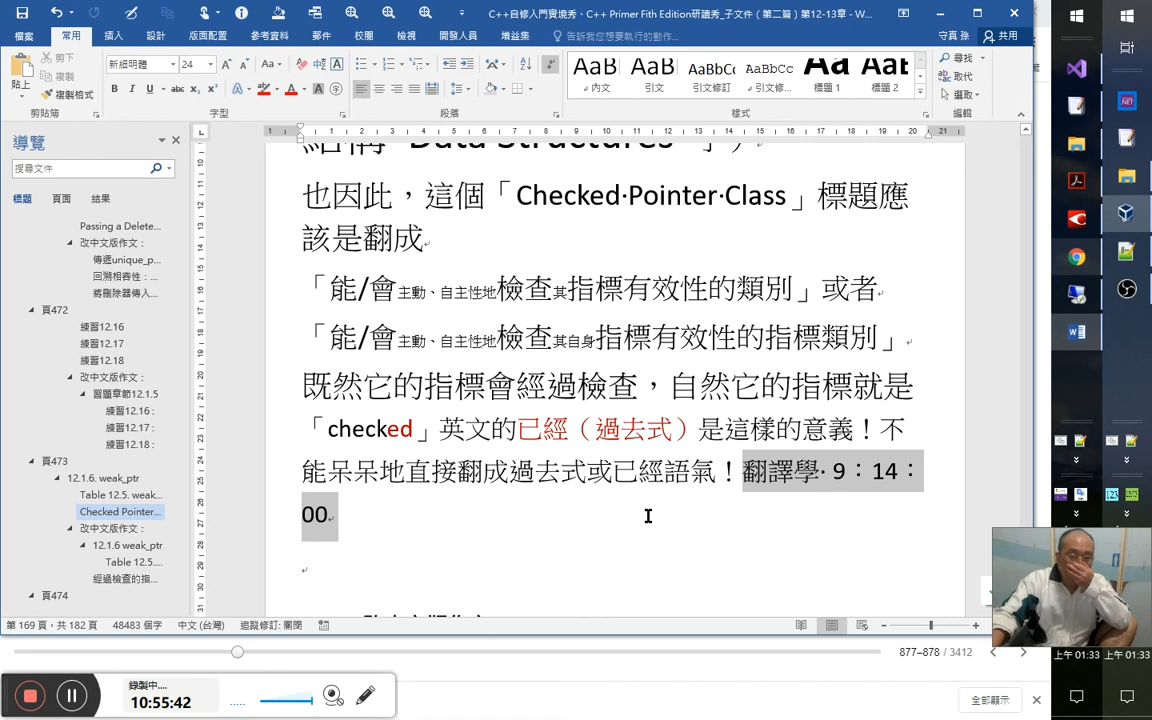 C++自修入門實境秀、C++ Primer Fith Edition研讀秀_子文件（第二篇）第12-13章 - W...
檔案 常用 插入 設計 版面配置 參考資料 郵件 校閱 檢視 開發人員 增益集 告訴我您想要執行的動作... 守真 孫 共用
剪下
複製
貼上 複製格式
新細明體 24
AaB AaB AaBbC AaBbCc Aa AaB
內文 引文 引文修訂 引文修... 標題 1 標題 2
尋找
取代
選取
剪貼簿 字型 段落 樣式 編輯
導覽
搜尋文件
標題 頁面 結果
Passing a Delete...
改中文版作文：
傳遞unique_p...
回溯相容性：...
將刪除器傳入...
頁472
練習12.16
練習12.17
練習12.18
改中文版作文：
習題章節12.1.5
練習12.16：
練習12.17：
練習12.18：
頁473
12.1.6. weak_ptr
Table 12.5. weak...
Checked Pointer...
改中文版作文：
12.1.6 weak_ptr
Table 12.5....
經過檢查的指...
頁474
結構「Data Structures」）
也因此，這個「Checked·Pointer·Class」標題應
該是翻成
「能/會主動、自主性地檢查其指標有效性的類別」或者
「能/會主動、自主性地檢查其自身指標有效性的指標類別」
既然它的指標會經過檢查，自然它的指標就是
「checked」英文的已經（過去式）是這樣的意義！不
能呆呆地直接翻成過去式或已經語氣！翻譯學· 9：14：
00
第 169 頁，共 182 頁 48483 個字 中文 (台灣) 追蹤修訂: 關閉
877–878 / 3412
錄製中....
10:55:42
全部顯示
上午 01:33 上午 01:33